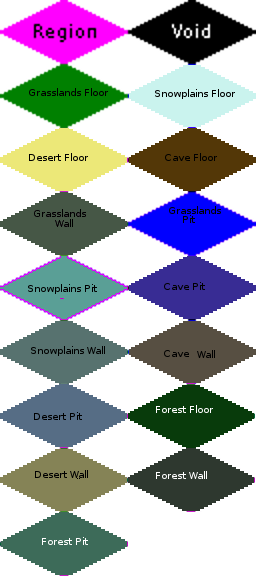 Region
Void
Grasslands Floor
Snowplains Floor
Desert Floor
Cave Floor
Grasslands
Wall
Grasslands
Pit
Snowplains Pit
Cave Pit
Snowplains Wall
Cave Wall
Desert Pit
Forest Floor
Desert Wall
Forest Wall
Forest Pit